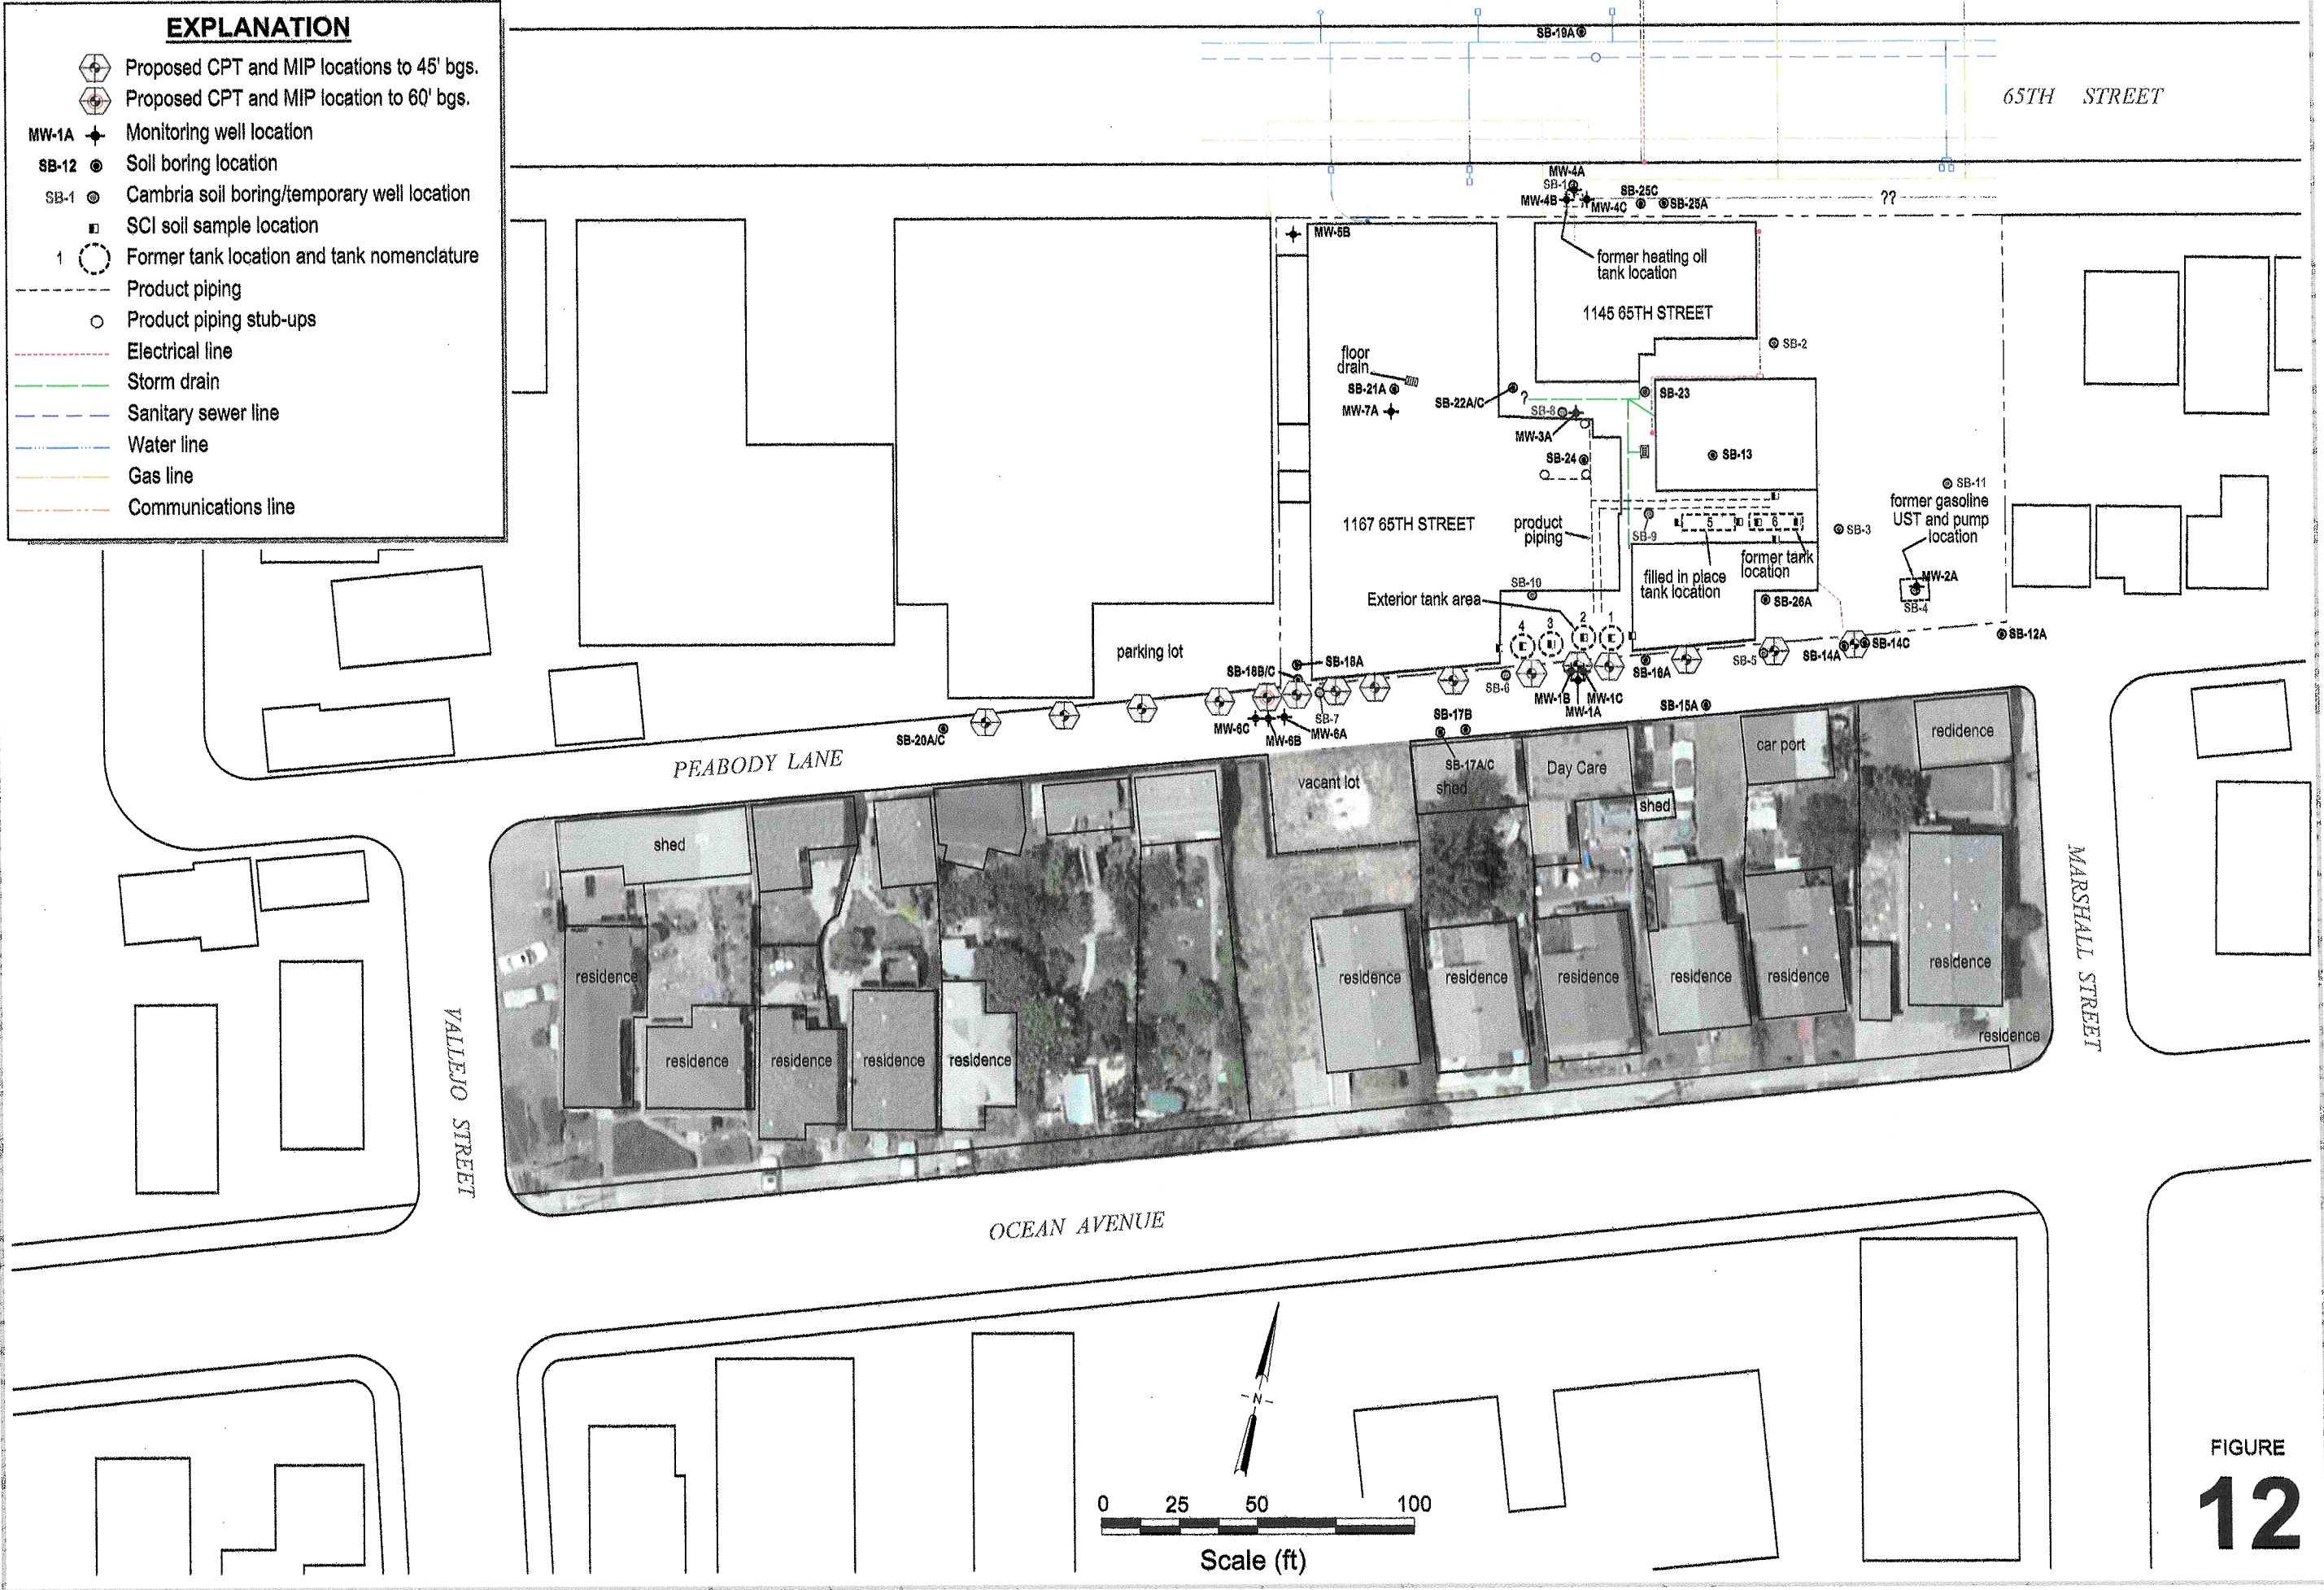 EXPLANATION
Proposed CPT and MIP locations to 45' bgs.
Proposed CPT and MIP location to 60' bgs.
MW-1A Monitoring well location
SB-12 Soil boring location
SB-1 Cambria soil boring/temporary well location
SCI soil sample location
1 Former tank location and tank nomenclature
Product piping
Product piping stub-ups
Electrical line
Storm drain
Sanitary sewer line
Water line
Gas line
Communications line
SB-19A
65TH STREET
MW-4A
SB-1
MW-4B
MW-4C
SB-25C
SB-25A
??
MW-5B
former heating oil
tank location
1145 65TH STREET
SB-2
floor
drain
SB-21A
MW-7A
SB-22A/C
?
SB-8
MW-3A
SB-23
SB-24
SB-13
SB-11
former gasoline
UST and pump
location
1167 65TH STREET
product
piping
SB-9
5
6
SB-3
former tank
location
filled in place
tank location
MW-2A
SB-4
SB-10
Exterior tank area
SB-26A
4
3
2
1
SB-12A
parking lot
SB-18A
SB-18B/C
SB-5
SB-14A
SB-14C
SB-16A
SB-6
MW-1B
MW-1C
MW-1A
SB-7
SB-17B
SB-15A
SB-20A/C
MW-6C
MW-6B
MW-6A
PEABODY LANE
SB-17A/C
vacant lot
shed
Day Care
car port
redidence
shed
shed
MARSHALL STREET
residence
residence
residence
residence
residence
residence
residence
residence
residence
residence
residence
residence
VALLEJO STREET
OCEAN AVENUE
N
0 25 50 100
Scale (ft)
FIGURE
12